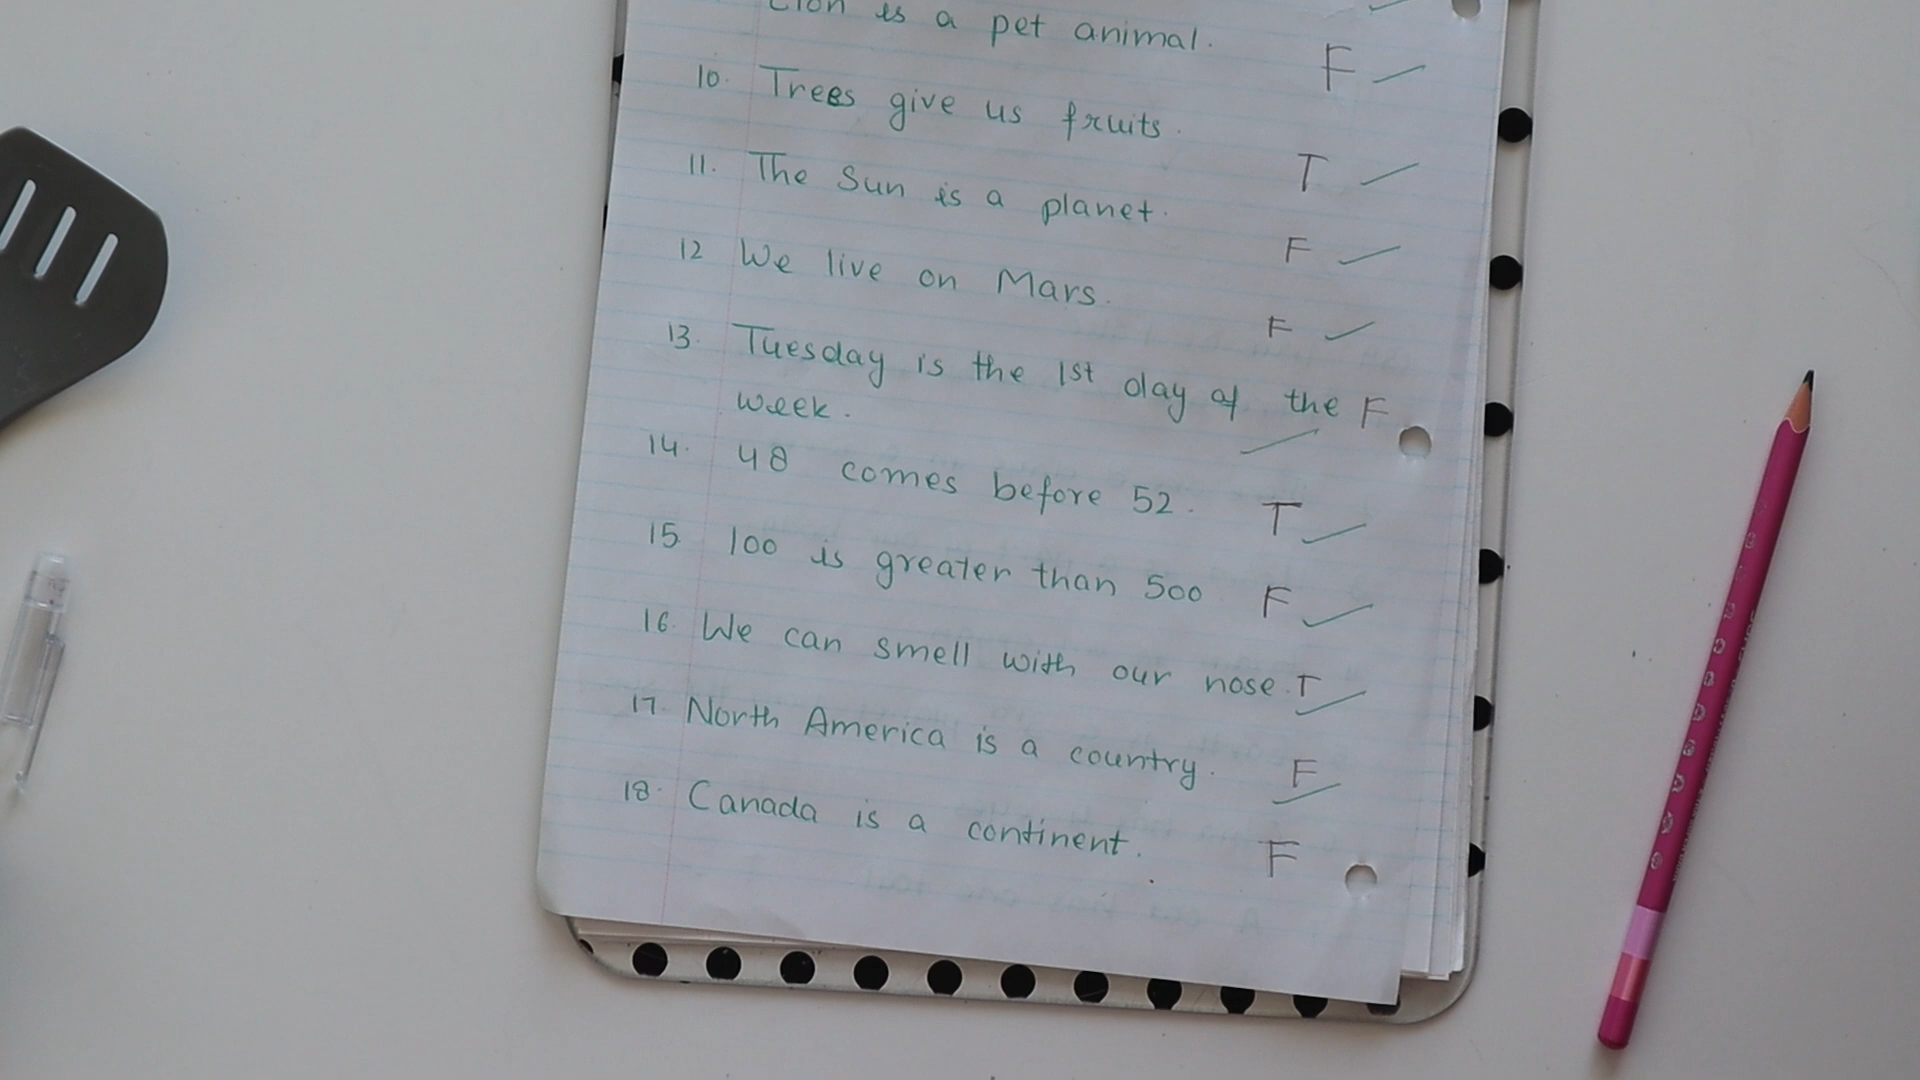 Lion is a pet animal. F
10. Trees give us fruits. T
11. The Sun is a planet. F
12 We live on Mars. F
13. Tuesday is the 1st day of the F
week.
14. 48 comes before 52. T
15 100 is greater than 500 F
16. We can smell with our nose. T
17. North America is a country. F
18. Canada is a continent. F